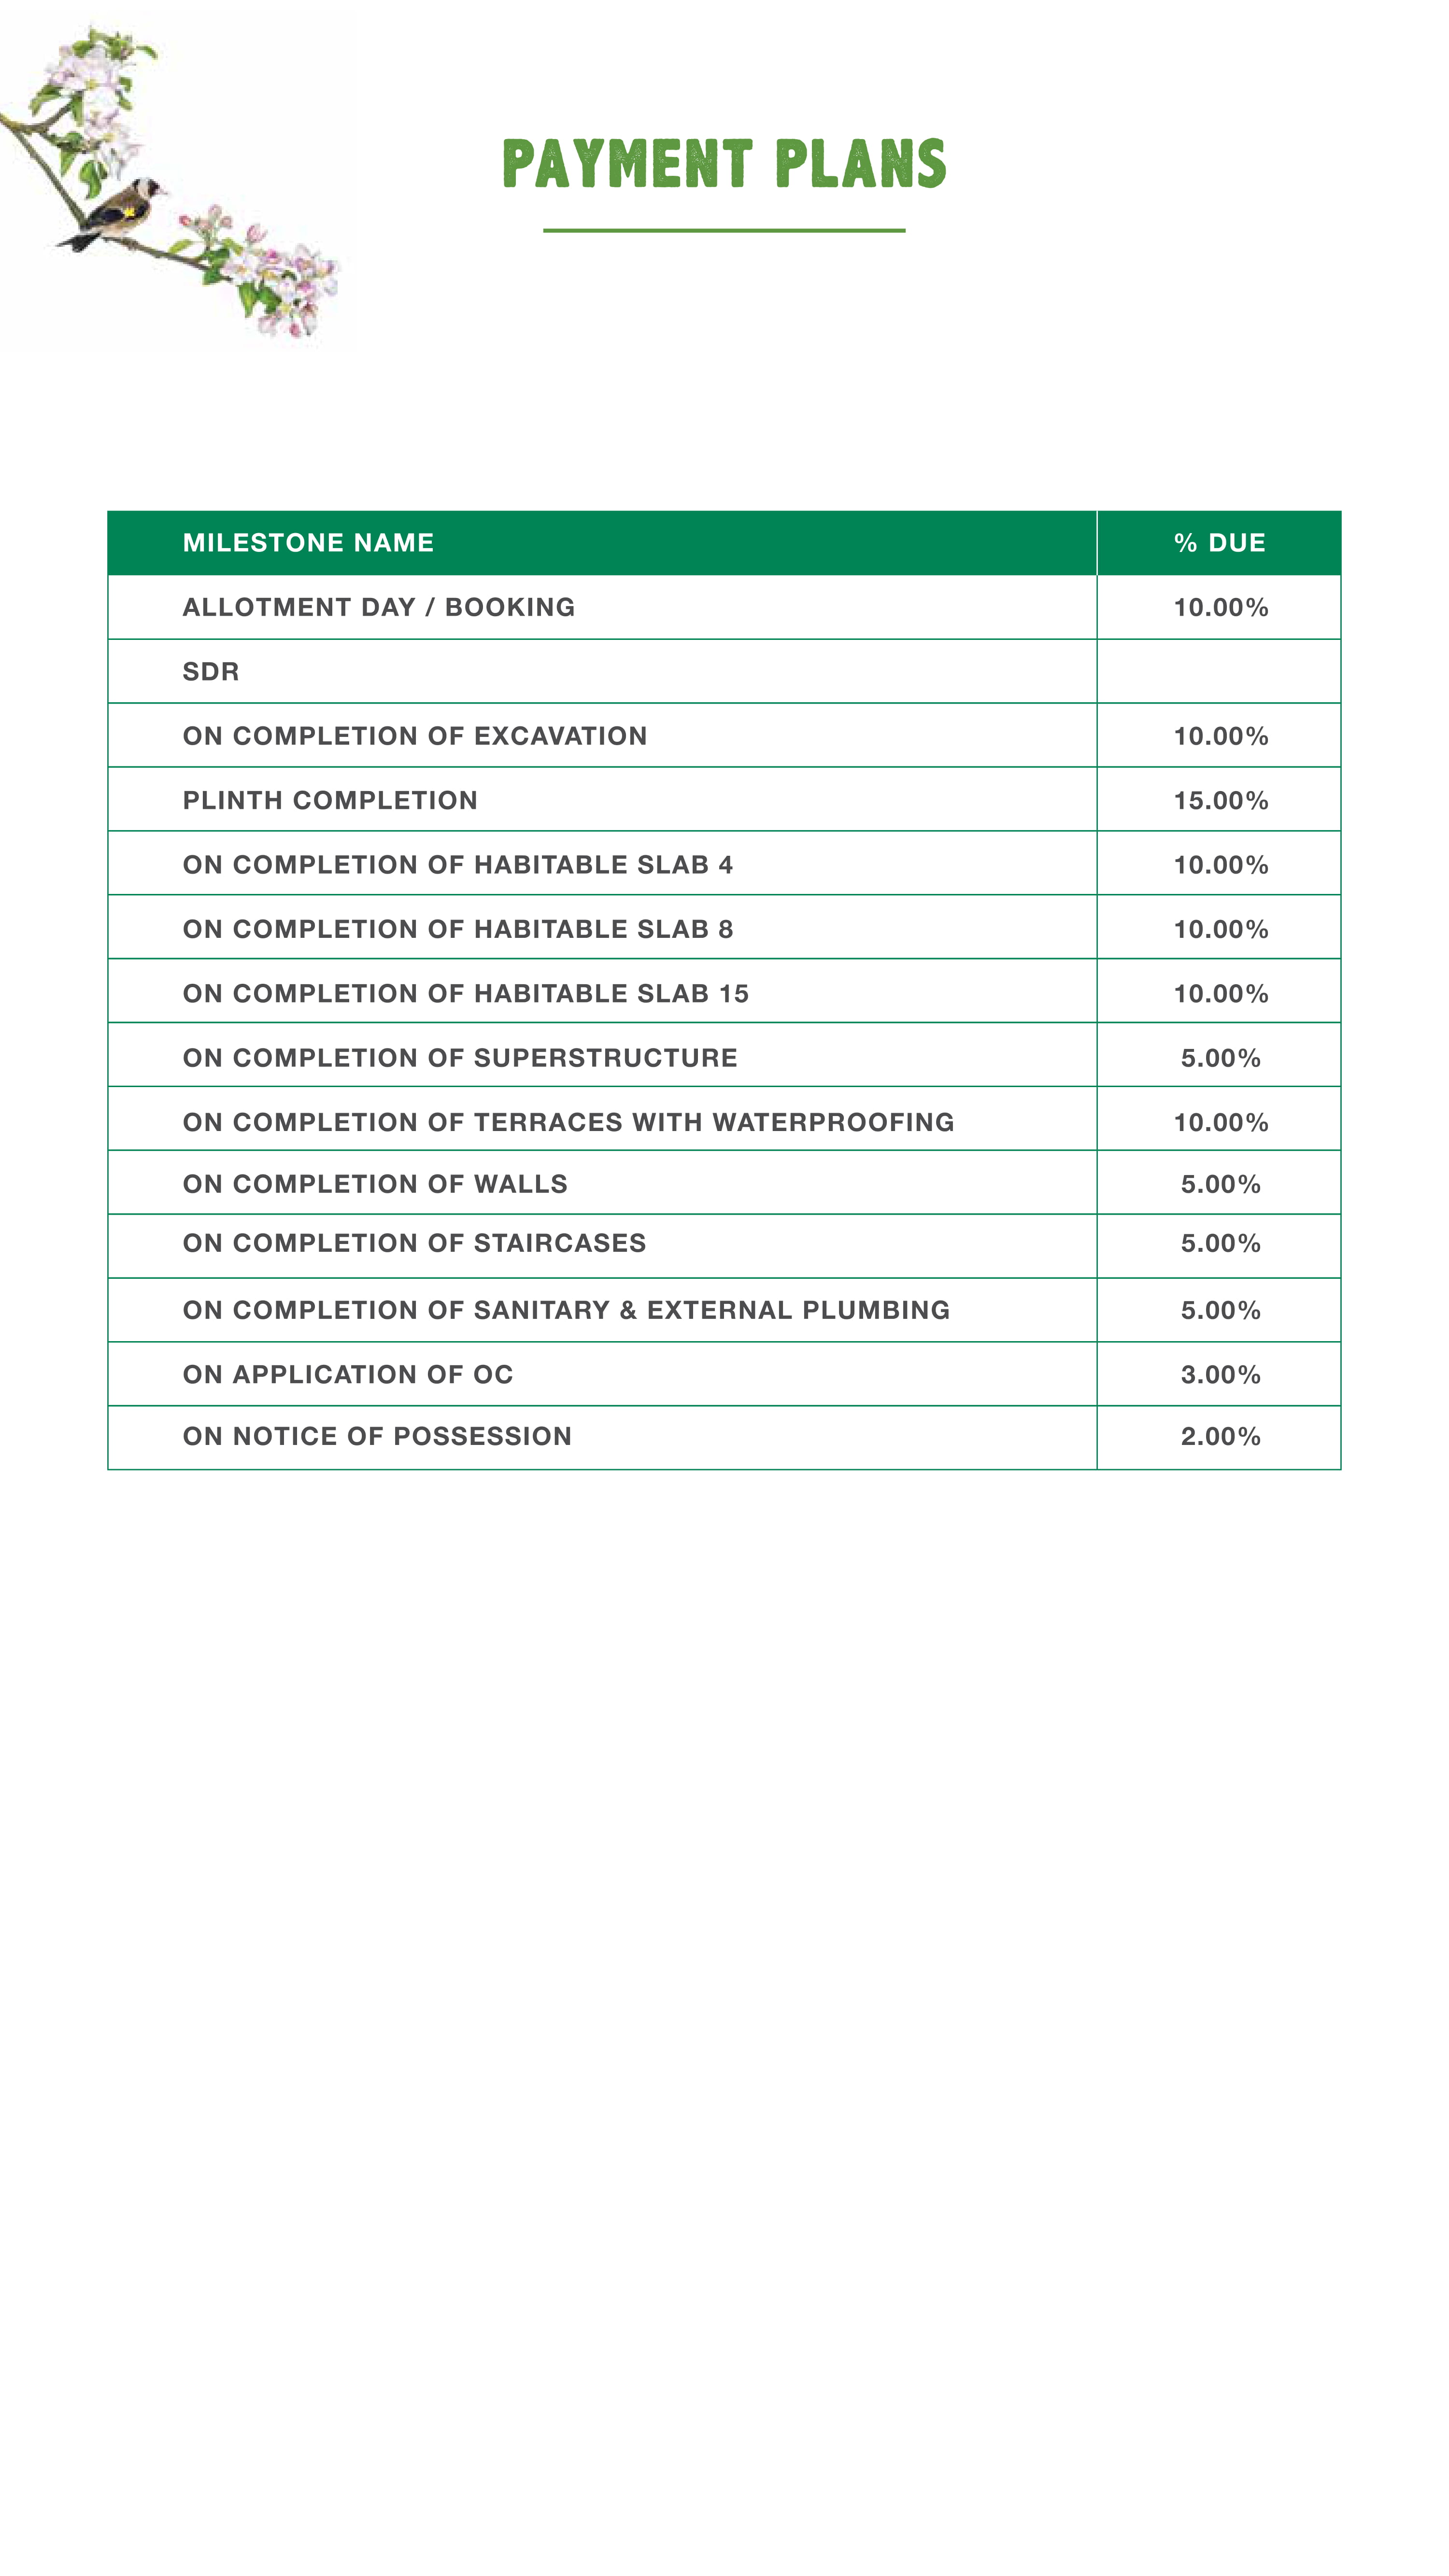 PAYMENT PLANS
MILESTONE NAME % DUE
ALLOTMENT DAY / BOOKING 10.00%
SDR
ON COMPLETION OF EXCAVATION 10.00%
PLINTH COMPLETION 15.00%
ON COMPLETION OF HABITABLE SLAB 4 10.00%
ON COMPLETION OF HABITABLE SLAB 8 10.00%
ON COMPLETION OF HABITABLE SLAB 15 10.00%
ON COMPLETION OF SUPERSTRUCTURE 5.00%
ON COMPLETION OF TERRACES WITH WATERPROOFING 10.00%
ON COMPLETION OF WALLS 5.00%
ON COMPLETION OF STAIRCASES 5.00%
ON COMPLETION OF SANITARY & EXTERNAL PLUMBING 5.00%
ON APPLICATION OF OC 3.00%
ON NOTICE OF POSSESSION 2.00%